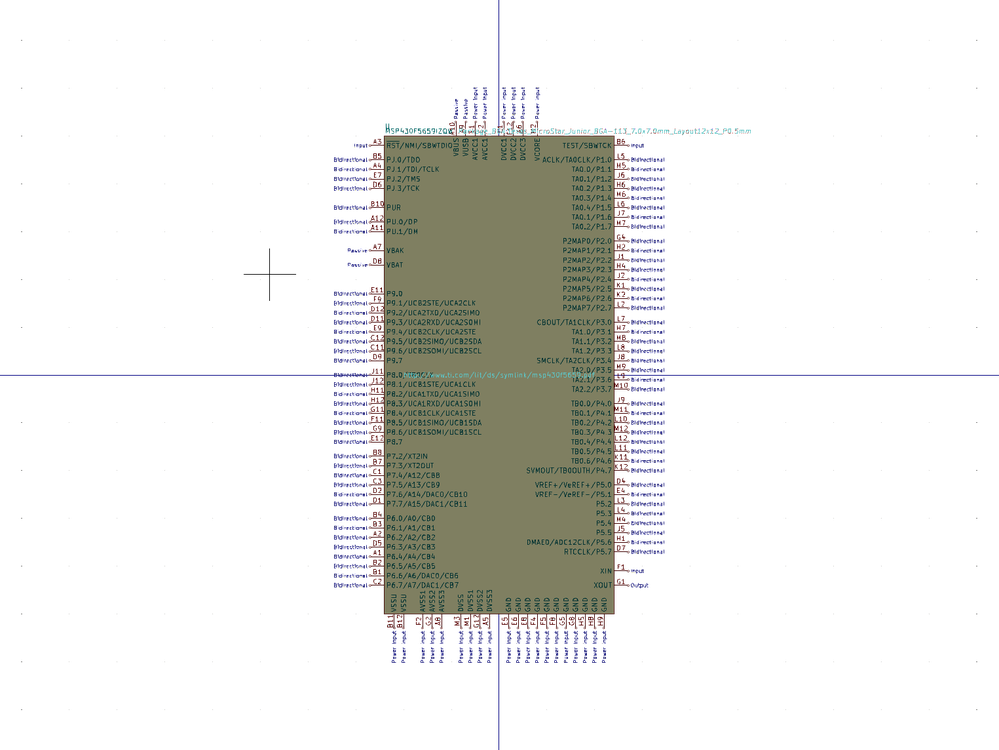 U
MSP430F5659IZQW
croStar_Junior_BGA-113_7.0x7.0mm_Layout12x12_P0.5mm
Passive VBUS
Passive VUSB
Power Input AVCC1
Power Input AVCC1
Power Input DVCC1
Power Input DVCC2
Power Input DVCC3
Power Input VCORE
Input A3 RST/NMI/SBWTDIO
Bidirectional B5 PJ.0/TDO
Bidirectional A4 PJ.1/TDI/TCLK
Bidirectional E7 PJ.2/TMS
Bidirectional D6 PJ.3/TCK
Bidirectional B10 PUR
Bidirectional A12 PU.0/DP
Bidirectional A11 PU.1/DM
Passive A7 VBAK
Passive D8 VBAT
Bidirectional E11 P9.0
Bidirectional F9 P9.1/UCB2STE/UCA2CLK
Bidirectional D12 P9.2/UCA2TXD/UCA2SIMO
Bidirectional D11 P9.3/UCA2RXD/UCA2SOMI
Bidirectional E9 P9.4/UCB2CLK/UCA2STE
Bidirectional C12 P9.5/UCB2SIMO/UCB2SDA
Bidirectional C11 P9.6/UCB2SOMI/UCB2SCL
Bidirectional D9 P9.7
Bidirectional J11 P8.0
Bidirectional J12 P8.1/UCB1STE/UCA1CLK
Bidirectional H11 P8.2/UCA1TXD/UCA1SIMO
Bidirectional H12 P8.3/UCA1RXD/UCA1SOMI
Bidirectional G11 P8.4/UCB1CLK/UCA1STE
Bidirectional F11 P8.5/UCB1SIMO/UCB1SDA
Bidirectional G9 P8.6/UCB1SOMI/UCB1SCL
Bidirectional E12 P8.7
Bidirectional B8 P7.2/XT2IN
Bidirectional B7 P7.3/XT2OUT
Bidirectional C1 P7.4/A12/CB8
Bidirectional C3 P7.5/A13/CB9
Bidirectional D2 P7.6/A14/DAC0/CB10
Bidirectional D1 P7.7/A15/DAC1/CB11
Bidirectional B4 P6.0/A0/CB0
Bidirectional B3 P6.1/A1/CB1
Bidirectional A2 P6.2/A2/CB2
Bidirectional D5 P6.3/A3/CB3
Bidirectional A1 P6.4/A4/CB4
Bidirectional B2 P6.5/A5/CB5
Bidirectional B1 P6.6/A6/DAC0/CB6
Bidirectional C2 P6.7/A7/DAC1/CB7
TEST/SBWTCK B6 Input
ACLK/TA0CLK/P1.0 L5 Bidirectional
TA0.0/P1.1 H5 Bidirectional
TA0.1/P1.2 J6 Bidirectional
TA0.2/P1.3 H6 Bidirectional
TA0.3/P1.4 M6 Bidirectional
TA0.4/P1.5 L6 Bidirectional
TA0.1/P1.6 J7 Bidirectional
TA0.2/P1.7 M7 Bidirectional
P2MAP0/P2.0 G4 Bidirectional
P2MAP1/P2.1 H2 Bidirectional
P2MAP2/P2.2 J1 Bidirectional
P2MAP3/P2.3 H4 Bidirectional
P2MAP4/P2.4 J2 Bidirectional
P2MAP5/P2.5 K1 Bidirectional
P2MAP6/P2.6 K2 Bidirectional
P2MAP7/P2.7 L2 Bidirectional
CBOUT/TA1CLK/P3.0 L7 Bidirectional
TA1.0/P3.1 H7 Bidirectional
TA1.1/P3.2 M8 Bidirectional
TA1.2/P3.3 L8 Bidirectional
SMCLK/TA2CLK/P3.4 J8 Bidirectional
TA2.0/P3.5 M9 Bidirectional
TA2.1/P3.6 L9 Bidirectional
TA2.2/P3.7 M10 Bidirectional
TB0.0/P4.0 J9 Bidirectional
TB0.1/P4.1 M11 Bidirectional
TB0.2/P4.2 L10 Bidirectional
TB0.3/P4.3 M12 Bidirectional
TB0.4/P4.4 L12 Bidirectional
TB0.5/P4.5 L11 Bidirectional
TB0.6/P4.6 K11 Bidirectional
SVMOUT/TB0OUTH/P4.7 K12 Bidirectional
VREF+/VeREF+/P5.0 D4 Bidirectional
VREF-/VeREF-/P5.1 E4 Bidirectional
P5.2 L3 Bidirectional
P5.3 L4 Bidirectional
P5.4 M4 Bidirectional
P5.5 J5 Bidirectional
DMAE0/ADC12CLK/P5.6 H1 Bidirectional
RTCCLK/P5.7 D7 Bidirectional
XIN F1 Input
XOUT G1 Output
Power Input B11 VSSU
Power Input B12 VSSU
Power Input F2 AVSS1
Power Input G2 AVSS2
Power Input A8 AVSS3
Power Input M3 DVSS
Power Input M1 DVSS1
Power Input G12 DVSS2
Power Input A5 DVSS3
Power Input E5 GND
Power Input E6 GND
Power Input E8 GND
Power Input F4 GND
Power Input F5 GND
Power Input F8 GND
Power Input G5 GND
Power Input G8 GND
Power Input H5 GND
Power Input H8 GND
Power Input H9 GND